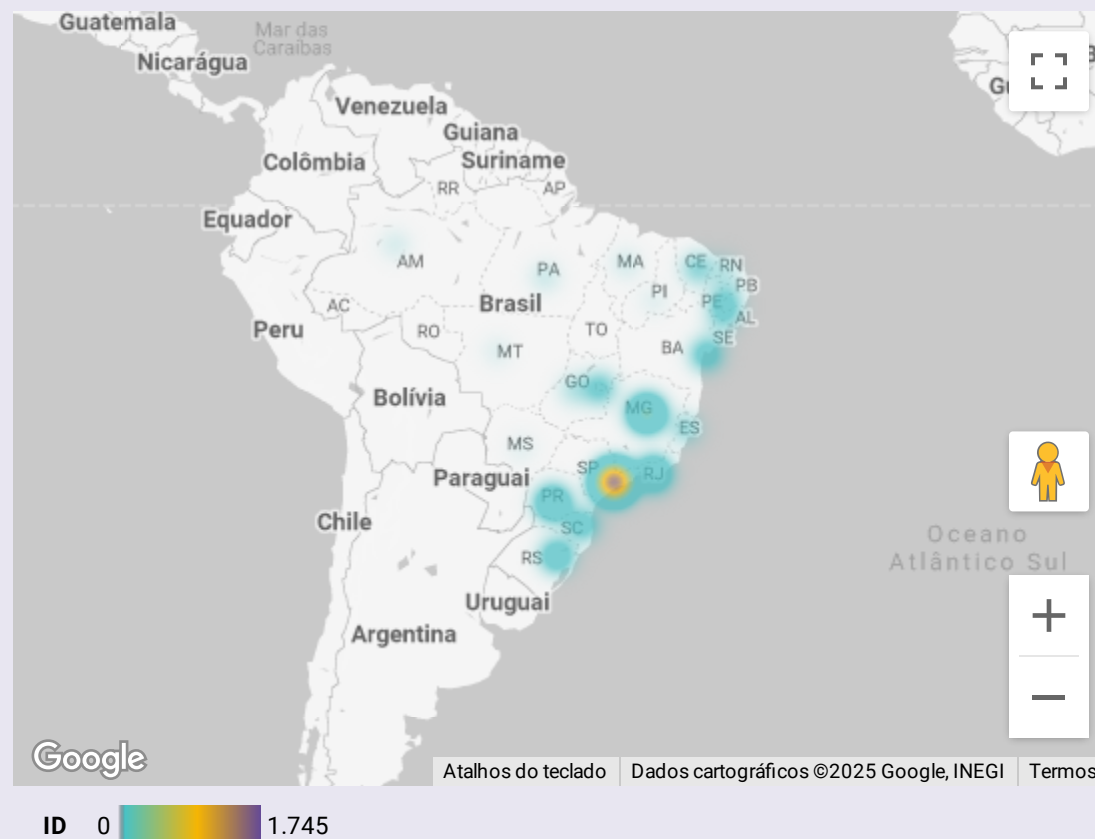 Guatemala
Mar das
Caraíbas
Nicarágua
Venezuela
Guiana
Colômbia
Suriname
RR
AP
Equador
AM
PA
MA
CE
RN
PB
PI
PE
AL
AC
Brasil
Peru
RO
TO
SE
MT
BA
GO
Bolívia
MG
ES
MS
SP
RJ
Paraguai
PR
Chile
SC
Oceano
Atlântico Sul
RS
Uruguai
Argentina
Google
Atalhos do teclado
Dados cartográficos ©2025 Google, INEGI
Termos
ID 0 1.745